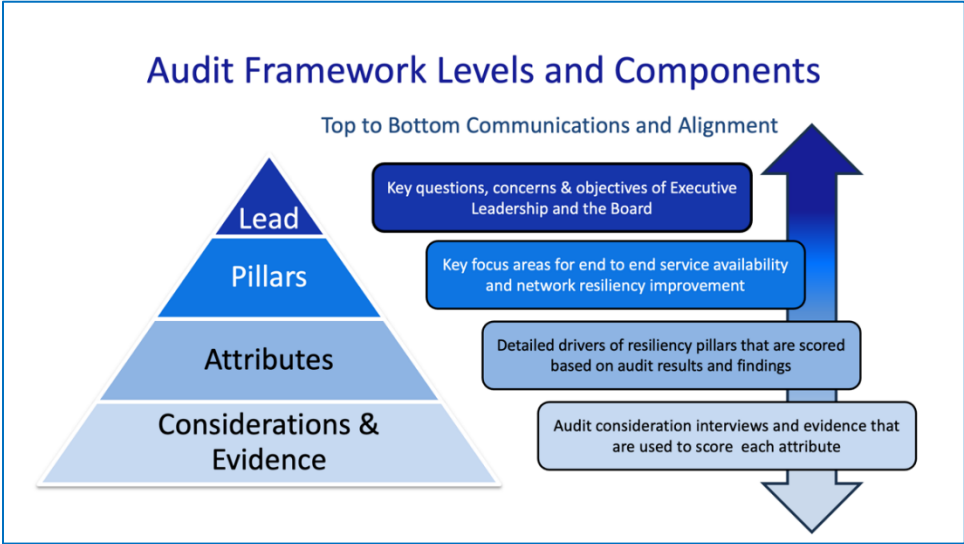 Audit Framework Levels and Components
Top to Bottom Communications and Alignment
Lead
Key questions, concerns & objectives of Executive
Leadership and the Board
Pillars
Key focus areas for end to end service availability
and network resiliency improvement
Attributes
Detailed drivers of resiliency pillars that are scored
based on audit results and findings
Considerations &
Evidence
Audit consideration interviews and evidence that
are used to score each attribute